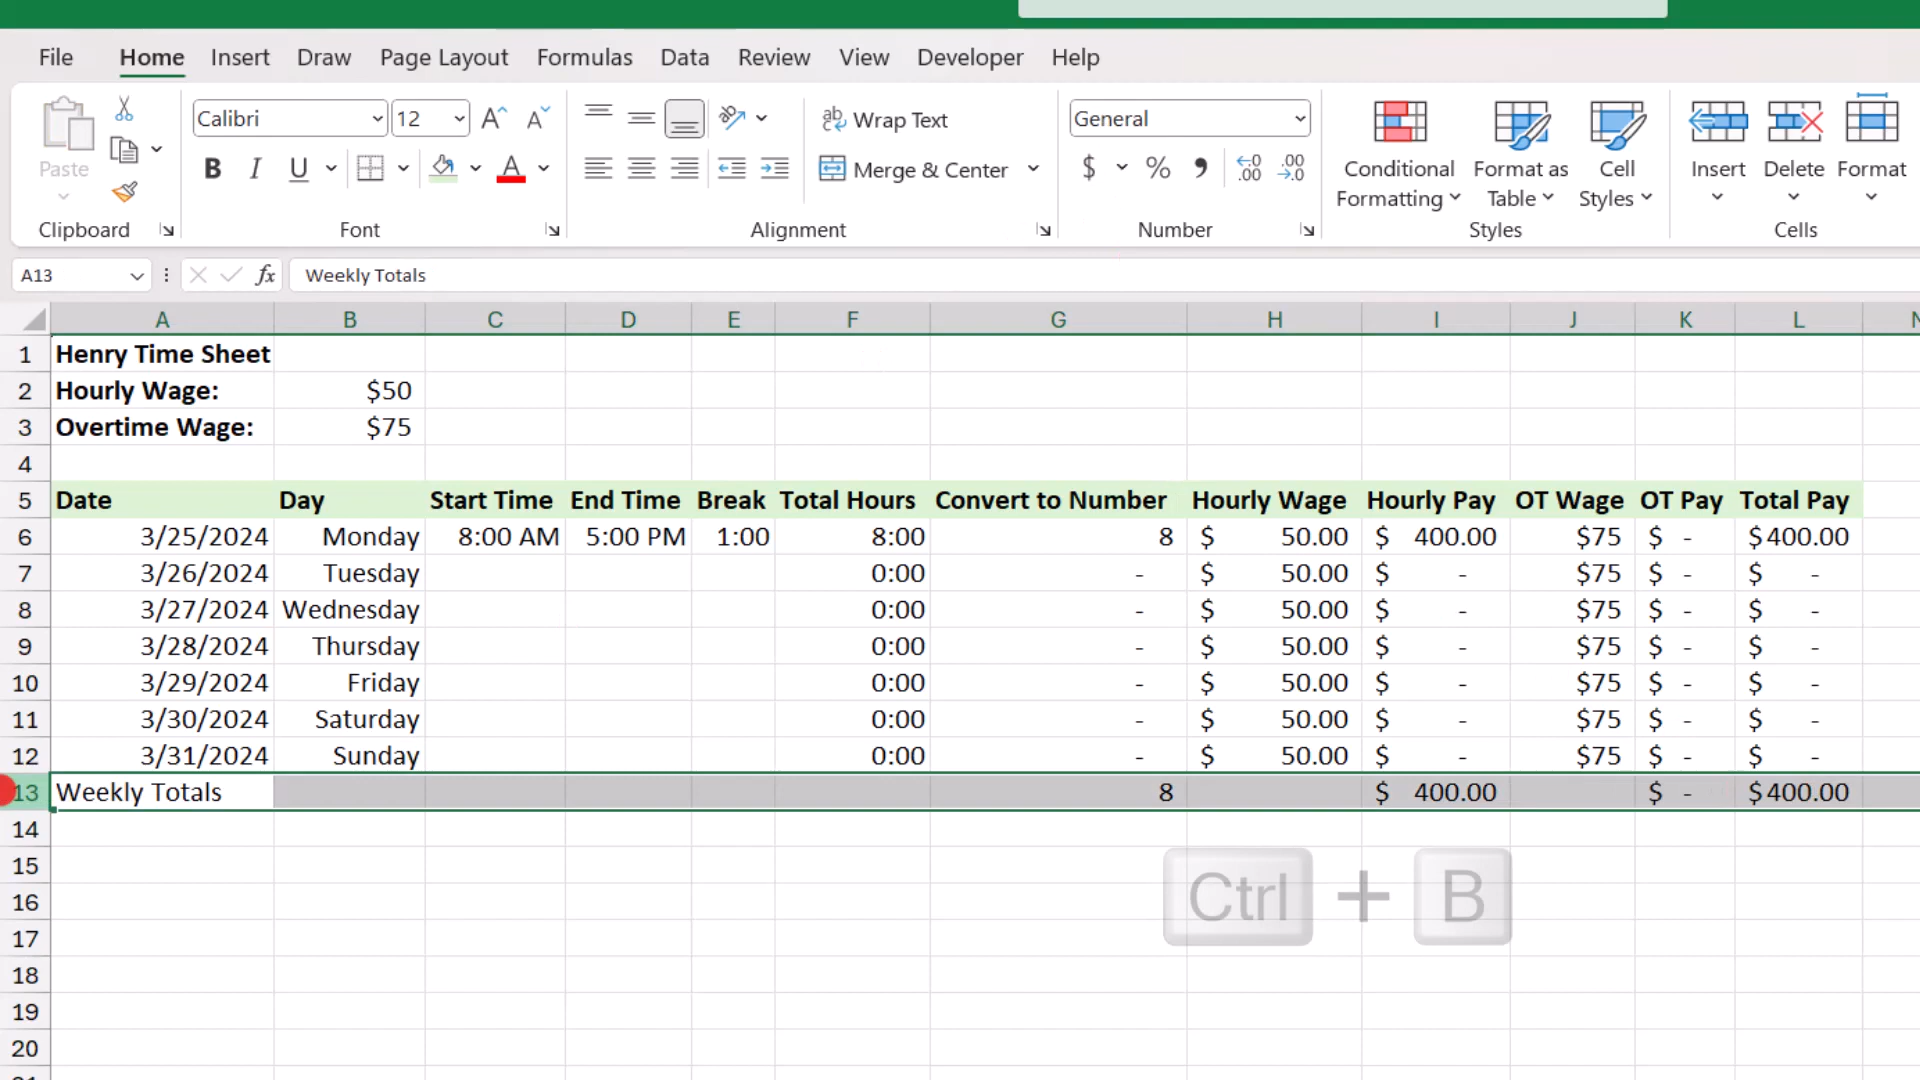 File Home Insert Draw Page Layout Formulas Data Review View Developer Help
Calibri 12 Wrap Text General
Paste B I U A Merge & Center $ % Conditional Formatting Format as Table Cell Styles Insert Delete Format
Clipboard Font Alignment Number Styles Cells
A13 fx Weekly Totals
A B C D E F G H I J K L
1 Henry Time Sheet
2 Hourly Wage: $50
3 Overtime Wage: $75
4
5 Date Day Start Time End Time Break Total Hours Convert to Number Hourly Wage Hourly Pay OT Wage OT Pay Total Pay
6 3/25/2024 Monday 8:00 AM 5:00 PM 1:00 8:00 8 $ 50.00 $ 400.00 $75 $ - $400.00
7 3/26/2024 Tuesday 0:00 - $ 50.00 $ - $75 $ - $ -
8 3/27/2024 Wednesday 0:00 - $ 50.00 $ - $75 $ - $ -
9 3/28/2024 Thursday 0:00 - $ 50.00 $ - $75 $ - $ -
10 3/29/2024 Friday 0:00 - $ 50.00 $ - $75 $ - $ -
11 3/30/2024 Saturday 0:00 - $ 50.00 $ - $75 $ - $ -
12 3/31/2024 Sunday 0:00 - $ 50.00 $ - $75 $ - $ -
13 Weekly Totals 8 $ 400.00 $ - $400.00
14
15
16
Ctrl + B
17
18
19
20